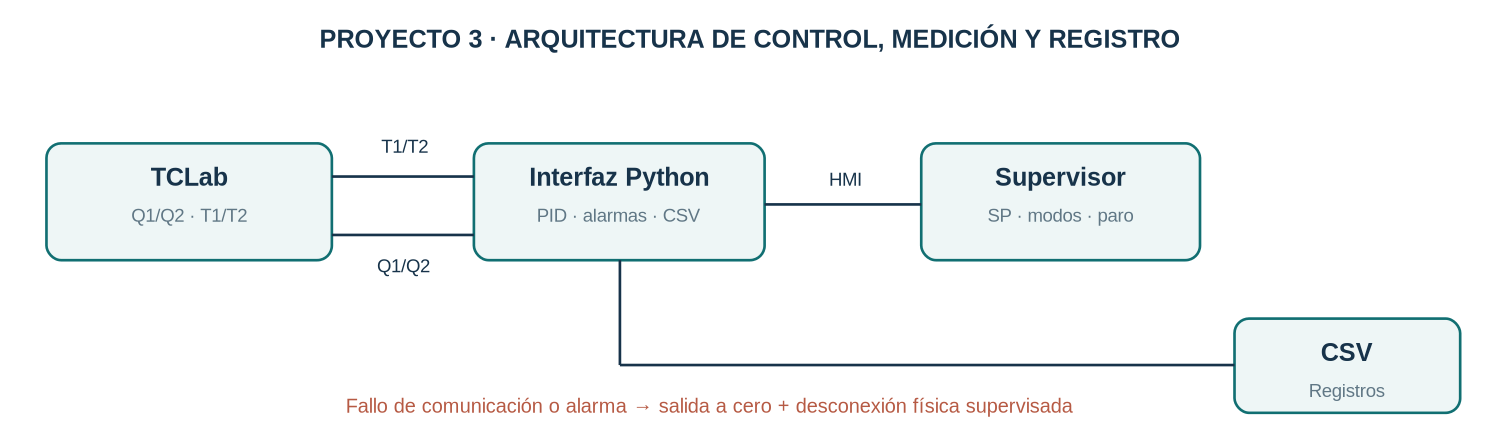 PROYECTO 3 · ARQUITECTURA DE CONTROL, MEDICIÓN Y REGISTRO
TCLab
Q1/Q2 · T1/T2
T1/T2
Q1/Q2
Interfaz Python
PID · alarmas · CSV
HMI
Supervisor
SP · modos · paro
CSV
Registros
Fallo de comunicación o alarma → salida a cero + desconexión física supervisada